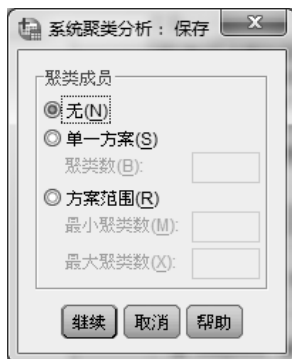 系统聚类分析: 保存
聚类成员
无(N)
单一方案(S)
聚类数(B):
方案范围(R)
最小聚类数(M):
最大聚类数(X):
继续 取消 帮助